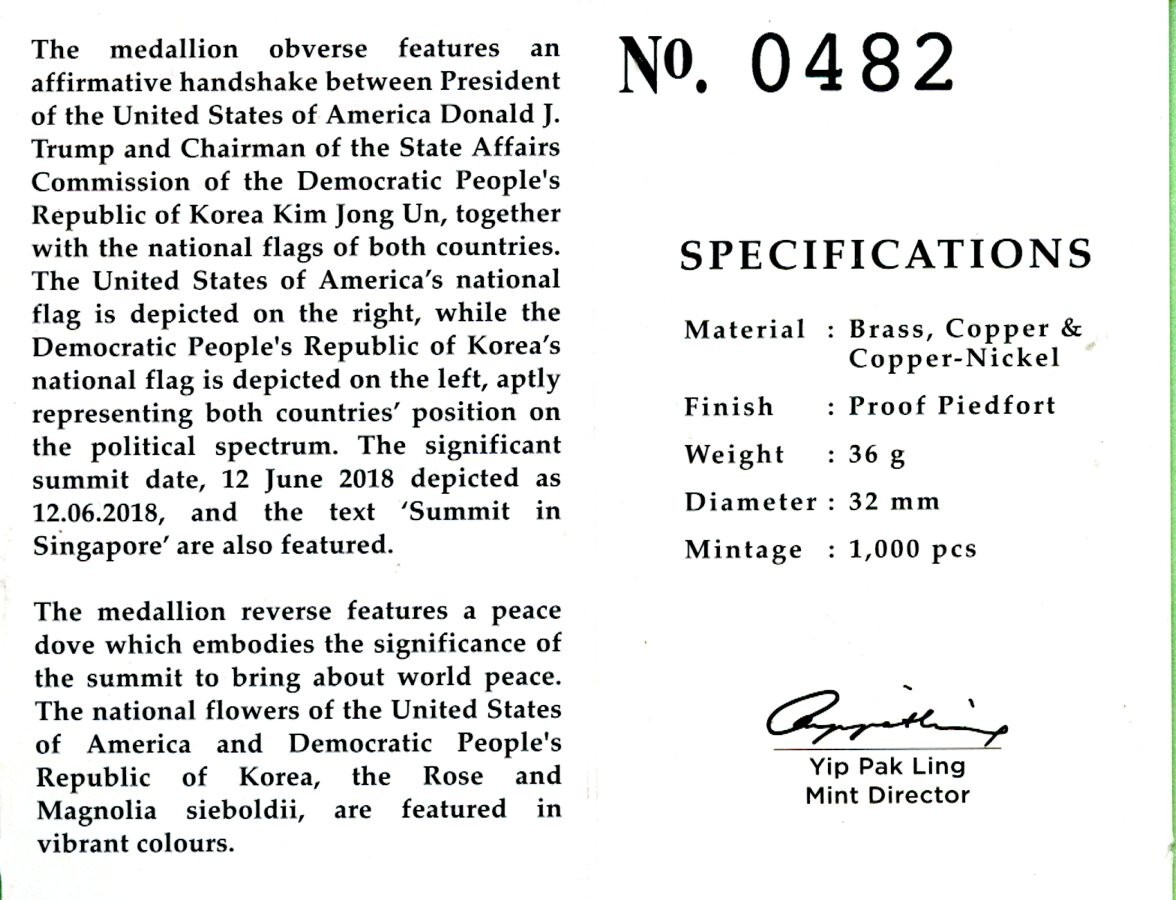 The medallion obverse features an
affirmative handshake between President
of the United States of America Donald J.
Trump and Chairman of the State Affairs
Commission of the Democratic People's
Republic of Korea Kim Jong Un, together
with the national flags of both countries.
The United States of America’s national
flag is depicted on the right, while the
Democratic People's Republic of Korea’s
national flag is depicted on the left, aptly
representing both countries’ position on
the political spectrum. The significant
summit date, 12 June 2018 depicted as
12.06.2018, and the text ‘Summit in
Singapore’ are also featured.
The medallion reverse features a peace
dove which embodies the significance of
the summit to bring about world peace.
The national flowers of the United States
of America and Democratic People's
Republic of Korea, the Rose and
Magnolia sieboldii, are featured in
vibrant colours.
No. 0482
SPECIFICATIONS
Material : Brass, Copper &
Copper-Nickel
Finish : Proof Piedfort
Weight : 36 g
Diameter : 32 mm
Mintage : 1,000 pcs
Yip Pak Ling
Mint Director